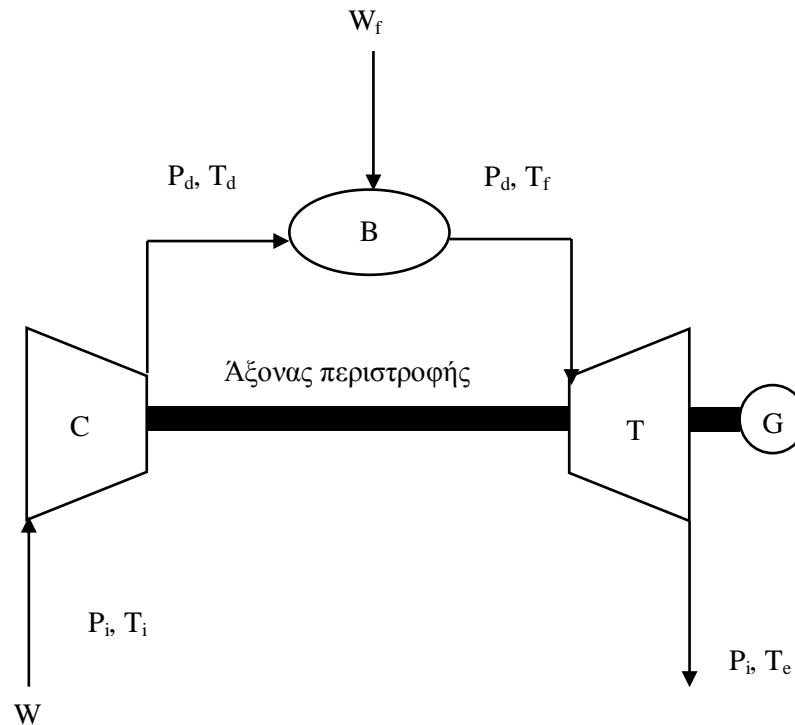 W_f
P_d, T_d
P_d, T_f
B
Άξονας περιστροφής
C
T
G
P_i, T_i
P_i, T_e
W